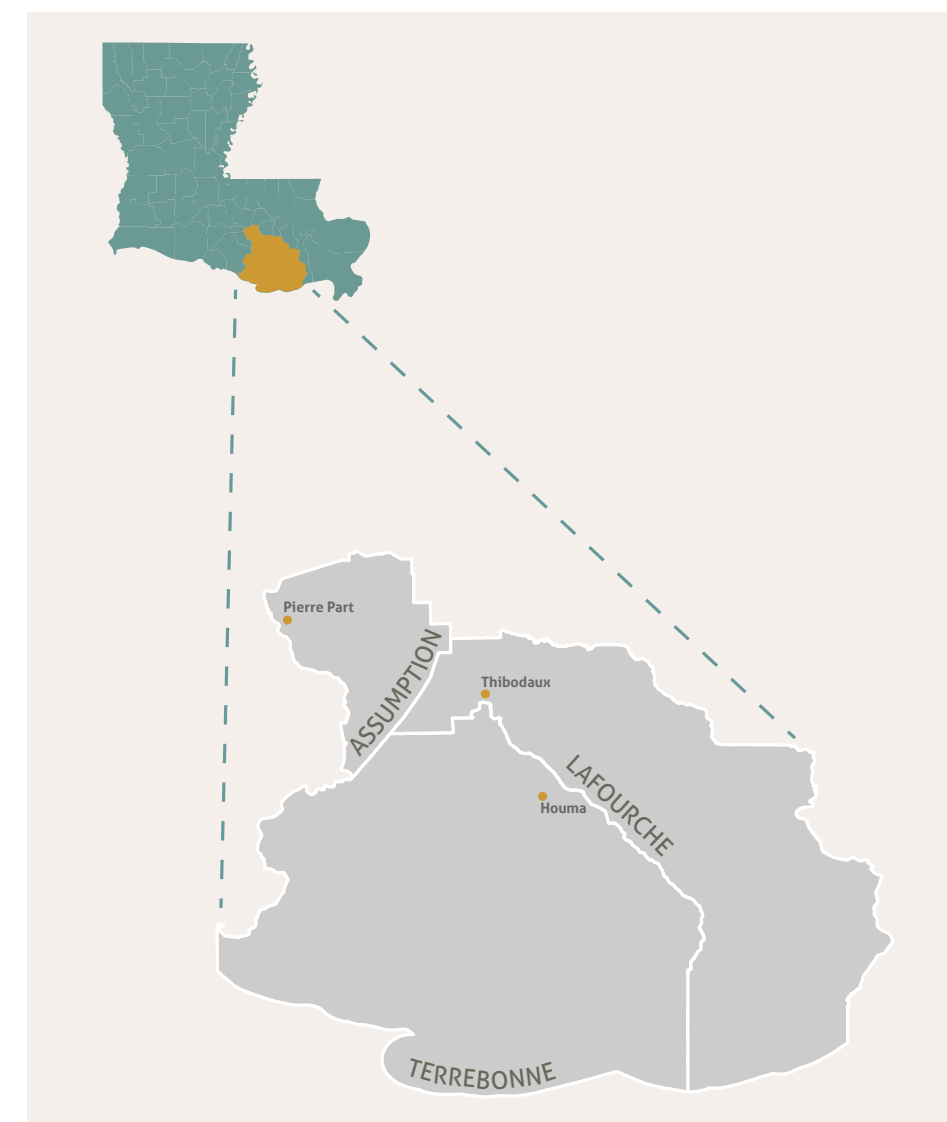 Pierre Part
ASSUMPTION
Thibodaux
LAFOURCHE
Houma
TERREBONNE